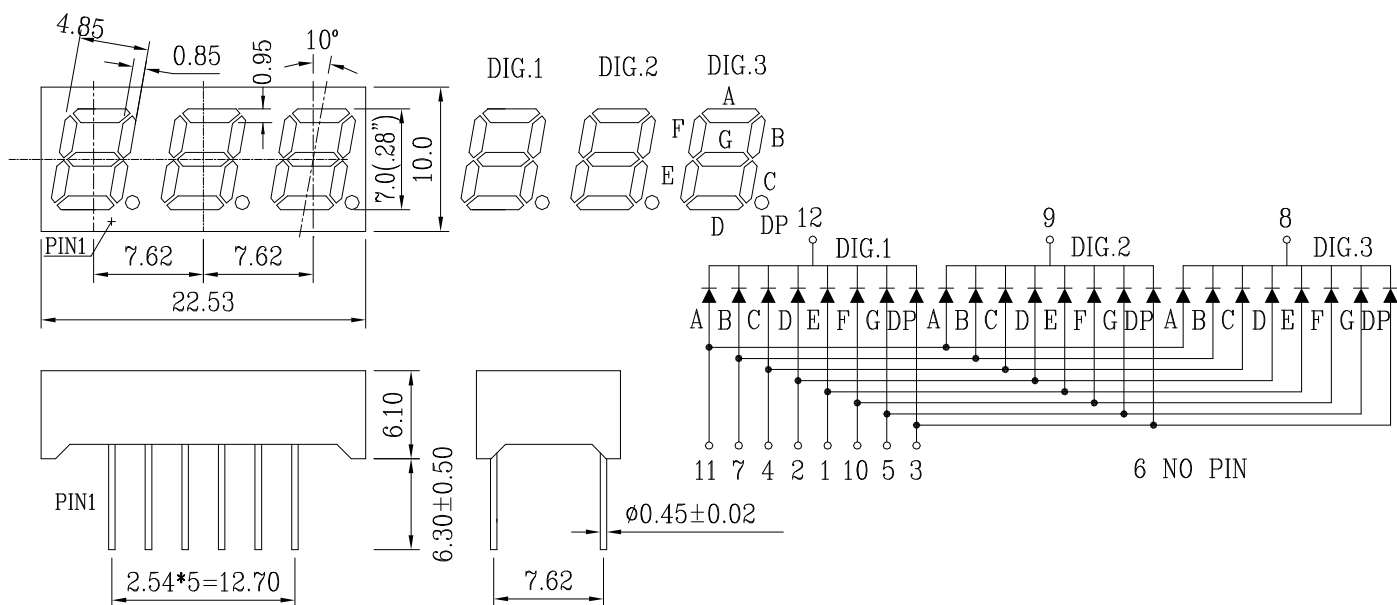 4.85
0.85
0.95
10°
7.0(.28")
10.0
PIN1
7.62
7.62
22.53
DIG.1
DIG.2
DIG.3
A
F
G
B
E
C
D
DP
12
9
8
DIG.1
DIG.2
DIG.3
A B C D E F G DP A B C D E F G DP A B C D E F G DP
11 7 4 2 1 10 5 3
6 NO PIN
6.10
6.30±0.50
PIN1
2.54*5=12.70
ø0.45±0.02
7.62